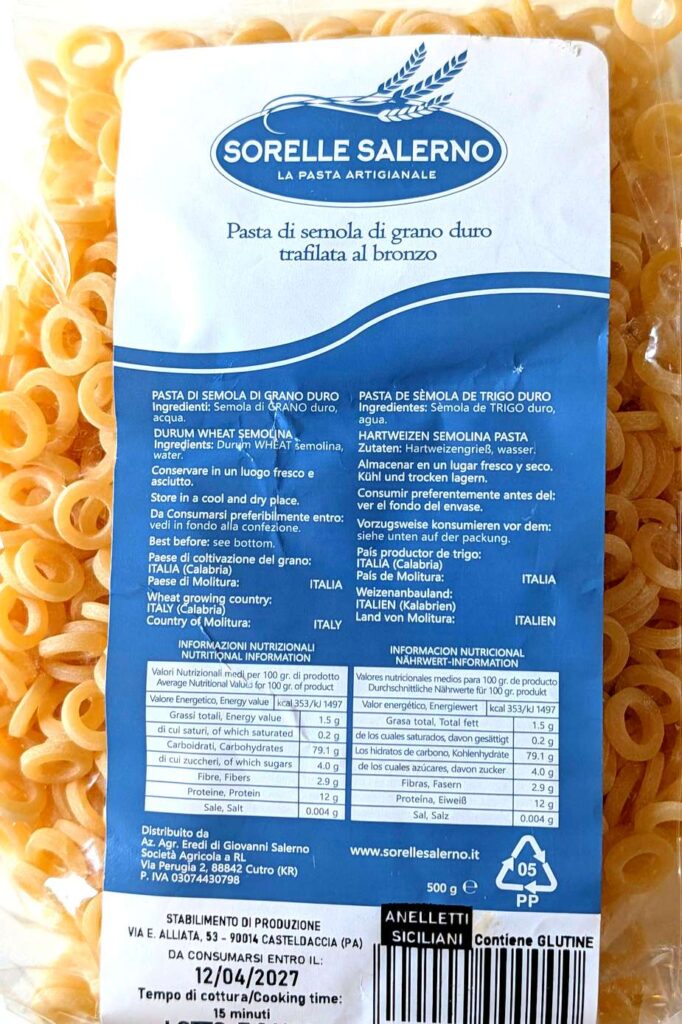 SORELLE SALERNO
LA PASTA ARTIGIANALE
Pasta di semola di grano duro
trafilata al bronzo
PASTA DI SEMOLA DI GRANO DURO
Ingredienti: Semola di GRANO duro,
acqua.
DURUM WHEAT SEMOLINA
Ingredients: Durum WHEAT semolina,
water.
Conservare in un luogo fresco e
asciutto.
Store in a cool and dry place.
Da Consumarsi preferibilmente entro:
vedi in fondo alla confezione.
Best before: see bottom.
Paese di coltivazione del grano:
ITALIA (Calabria)
Paese di Molitura: ITALIA
Wheat growing country:
ITALY (Calabria)
Country of Molitura: ITALY
PASTA DE SÈMOLA DE TRIGO DURO
Ingredientes: Sèmola de TRIGO duro,
agua.
HARTWEIZEN SEMOLINA PASTA
Zutaten: Hartweizengrieß, wasser.
Almacenar en un lugar fresco y seco.
Kühl und trocken lagern.
Consumir preferentemente antes del:
ver el fondo del envase.
Vorzugsweise konsumieren vor dem:
siehe unten auf der packung.
País productor de trigo:
ITALIA (Calabria)
Pais de Molitura: ITALIA
Weizenanbauland:
ITALIEN (Kalabrien)
Land von Molitura: ITALIEN
INFORMAZIONI NUTRIZIONALI
NUTRITIONAL INFORMATION
Valori Nutrizionali medi per 100 gr. di prodotto
Average Nutritional Value for 100 gr. of product
Valore Energetico, Energy value kcal 353/kJ 1497
Grassi totali, Energy value 1.5 g
di cui saturi, of which saturated 0.2 g
Carboidrati, Carbohydrates 79.1 g
di cui zuccheri, of which sugars 4.0 g
Fibre, Fibers 2.9 g
Proteine, Protein 12 g
Sale, Salt 0.004 g
INFORMACION NUTRICIONAL
NÄHRWERT-INFORMATION
Valores nutricionales medios para 100 gr. de producto
Durchschnittliche Nährwerte für 100 gr. produkt
Valor energético, Energiewert kcal 353/kJ 1497
Grasa total, Total fett 1.5 g
de los cuales saturados, davon gesättigt 0.2 g
Los hidratos de carbono, Kohlenhydrate 79.1 g
de los cuales azúcares, davon zucker 4.0 g
Fibras, Fasern 2.9 g
Proteína, Eiweiß 12 g
Sal, Salz 0.004 g
Distribuito da
Az. Agr. Eredi di Giovanni Salerno
Società Agricola a RL
Via Perugia 2, 88842 Cutro (KR)
P. IVA 03074430798
www.sorellesalerno.it
500 g ℮
05
PP
STABILIMENTO DI PRODUZIONE
VIA E. ALLIATA, 53 - 90014 CASTELDACCIA (PA)
DA CONSUMARSI ENTRO IL:
12/04/2027
Tempo di cottura/Cooking time:
15 minuti
ANELLETTI
SICILIANI
Contiene GLUTINE